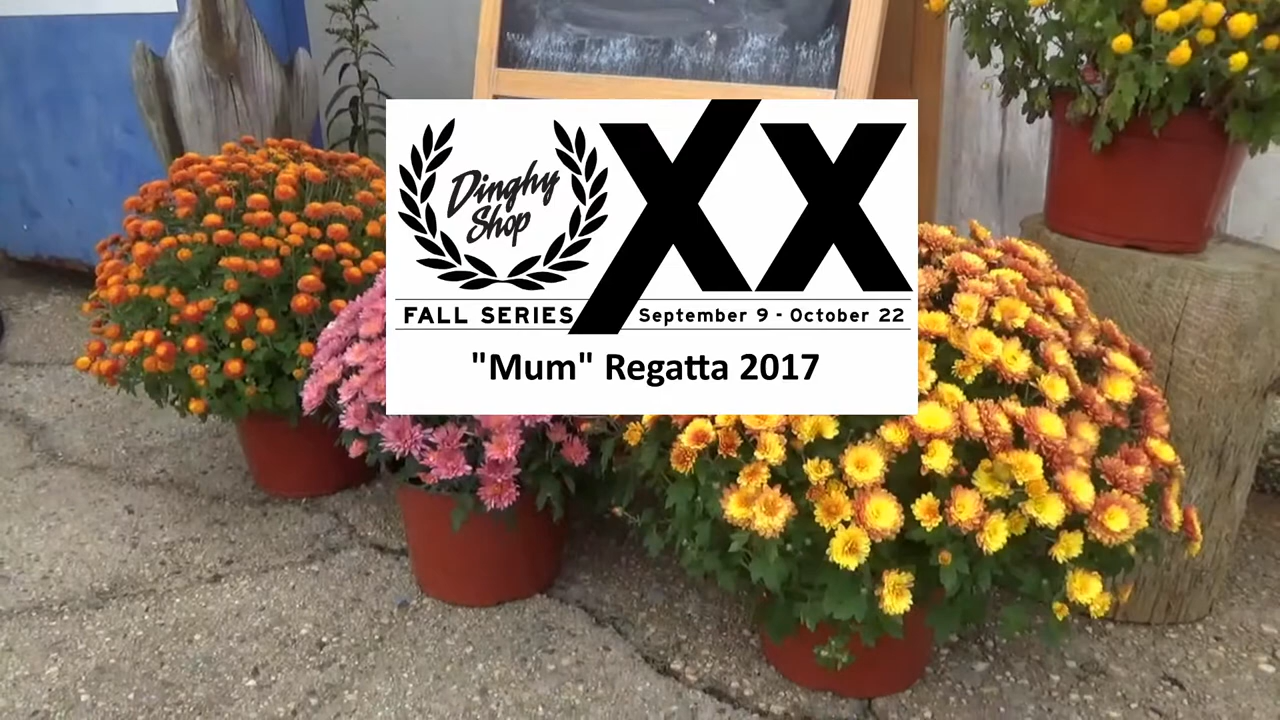 Dinghy
Shop
XX
FALL SERIES September 9 - October 22
"Mum" Regatta 2017